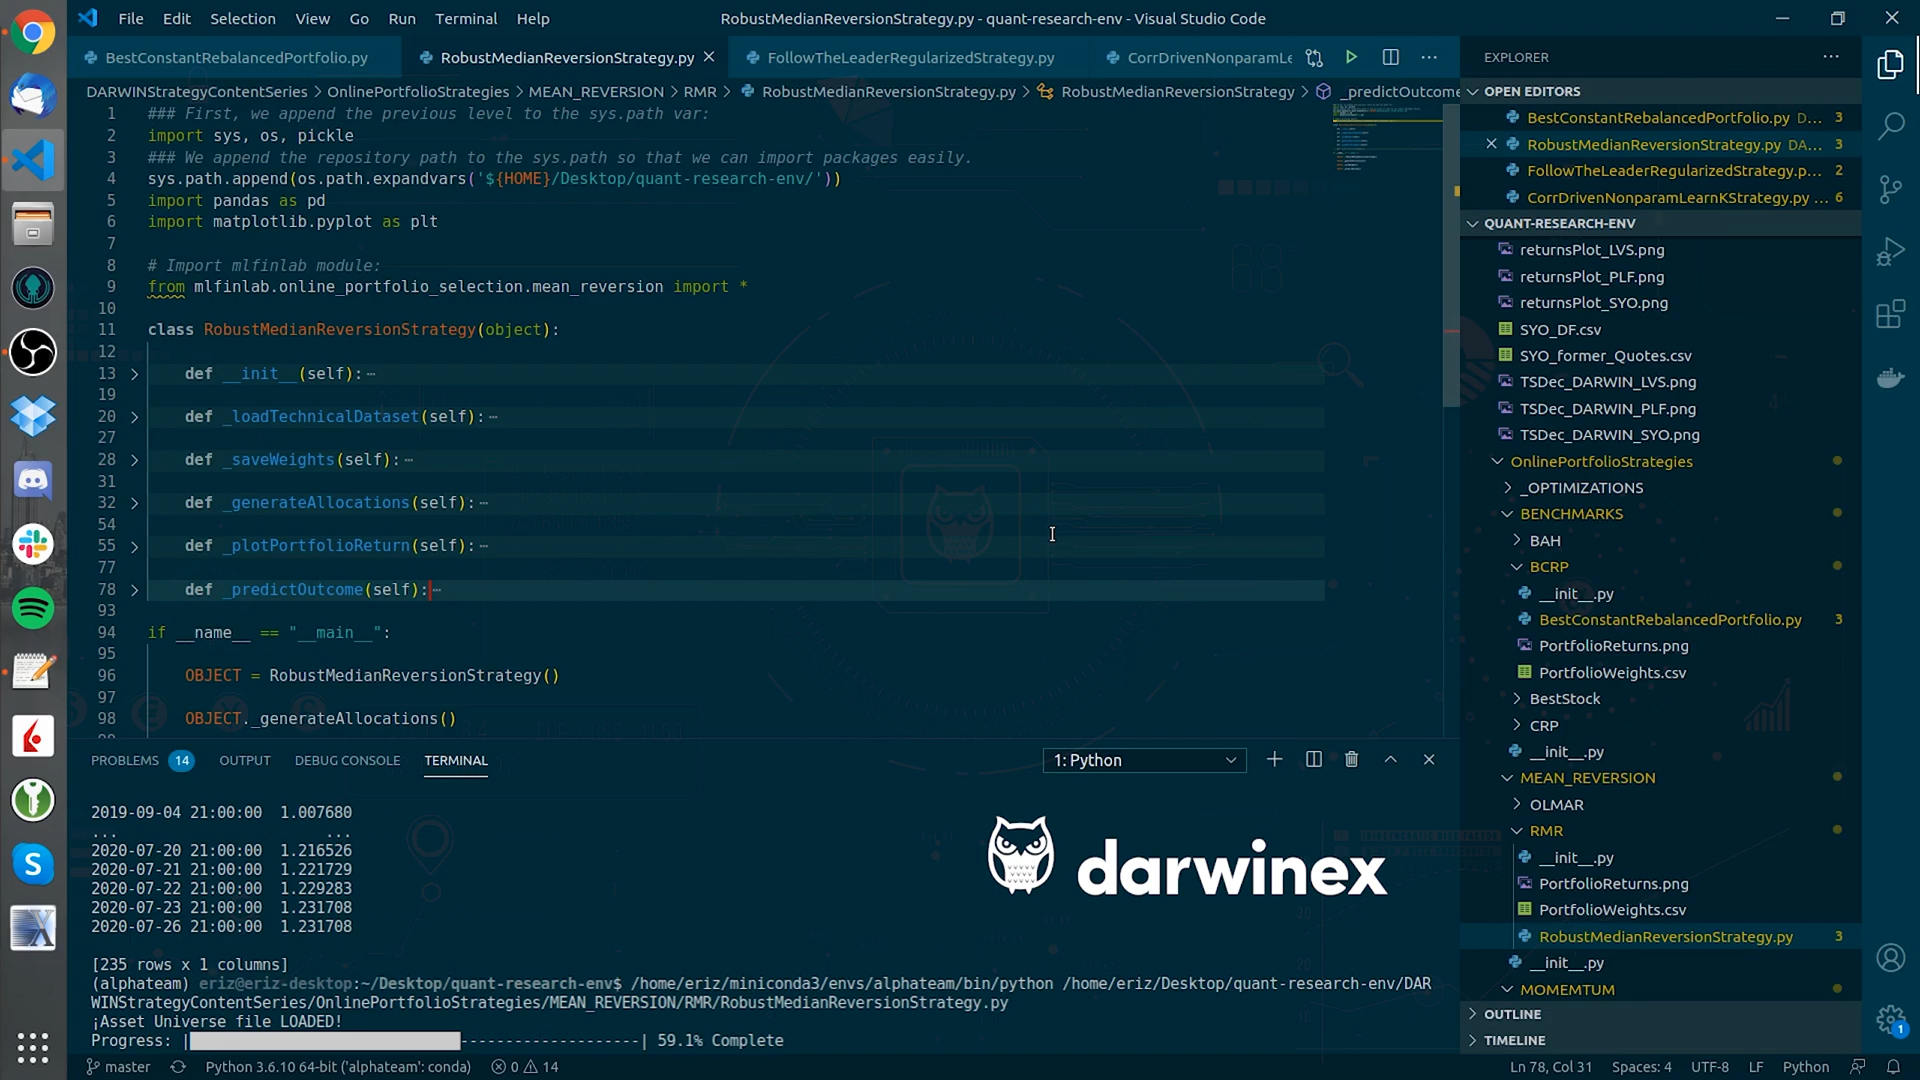 File Edit Selection View Go Run Terminal Help
RobustMedianReversionStrategy.py - quant-research-env - Visual Studio Code
BestConstantRebalancedPortfolio.py
RobustMedianReversionStrategy.py
FollowTheLeaderRegularizedStrategy.py
CorrDrivenNonparamLe
DARWINStrategyContentSeries > OnlinePortfolioStrategies > MEAN_REVERSION > RMR > RobustMedianReversionStrategy.py > RobustMedianReversionStrategy > _predictOutcome
1 ### First, we append the previous level to the sys.path var:
2 import sys, os, pickle
3 ### We append the repository path to the sys.path so that we can import packages easily.
4 sys.path.append(os.path.expandvars('${HOME}/Desktop/quant-research-env/'))
5 import pandas as pd
6 import matplotlib.pyplot as plt
7
8 # Import mlfinlab module:
9 from mlfinlab.online_portfolio_selection.mean_reversion import *
10
11 class RobustMedianReversionStrategy(object):
12
13 def __init__(self):
19
20 def _loadTechnicalDataset(self):
27
28 def _saveWeights(self):
31
32 def _generateAllocations(self):
54
55 def _plotPortfolioReturn(self):
77
78 def _predictOutcome(self):
93
94 if __name__ == "__main__":
95
96 OBJECT = RobustMedianReversionStrategy()
97
98 OBJECT._generateAllocations()
PROBLEMS 14 OUTPUT DEBUG CONSOLE TERMINAL
1: Python
2019-09-04 21:00:00 1.007680
... ...
2020-07-20 21:00:00 1.216526
2020-07-21 21:00:00 1.221729
2020-07-22 21:00:00 1.229283
2020-07-23 21:00:00 1.231708
2020-07-26 21:00:00 1.231708
[235 rows x 1 columns]
(alphateam) eriz@eriz-desktop:~/Desktop/quant-research-env$ /home/eriz/miniconda3/envs/alphateam/bin/python /home/eriz/Desktop/quant-research-env/DAR
WINStrategyContentSeries/OnlinePortfolioStrategies/MEAN_REVERSION/RMR/RobustMedianReversionStrategy.py
¡Asset Universe file LOADED!
Progress: |--------------------| 59.1% Complete
darwinex
EXPLORER
OPEN EDITORS
BestConstantRebalancedPortfolio.py D... 3
RobustMedianReversionStrategy.py DA... 3
FollowTheLeaderRegularizedStrategy.p... 2
CorrDrivenNonparamLearnKStrategy.py ... 6
QUANT-RESEARCH-ENV
returnsPlot_LVS.png
returnsPlot_PLF.png
returnsPlot_SYO.png
SYO_DF.csv
SYO_former_Quotes.csv
TSDec_DARWIN_LVS.png
TSDec_DARWIN_PLF.png
TSDec_DARWIN_SYO.png
OnlinePortfolioStrategies
_OPTIMIZATIONS
BENCHMARKS
BAH
BCRP
__init__.py
BestConstantRebalancedPortfolio.py 3
PortfolioReturns.png
PortfolioWeights.csv
BestStock
CRP
__init__.py
MEAN_REVERSION
OLMAR
RMR
__init__.py
PortfolioReturns.png
PortfolioWeights.csv
RobustMedianReversionStrategy.py 3
__init__.py
MOMEMTUM
OUTLINE
TIMELINE
1
master Python 3.6.10 64-bit ('alphateam': conda) 0 14
Ln 78, Col 31 Spaces: 4 UTF-8 LF Python